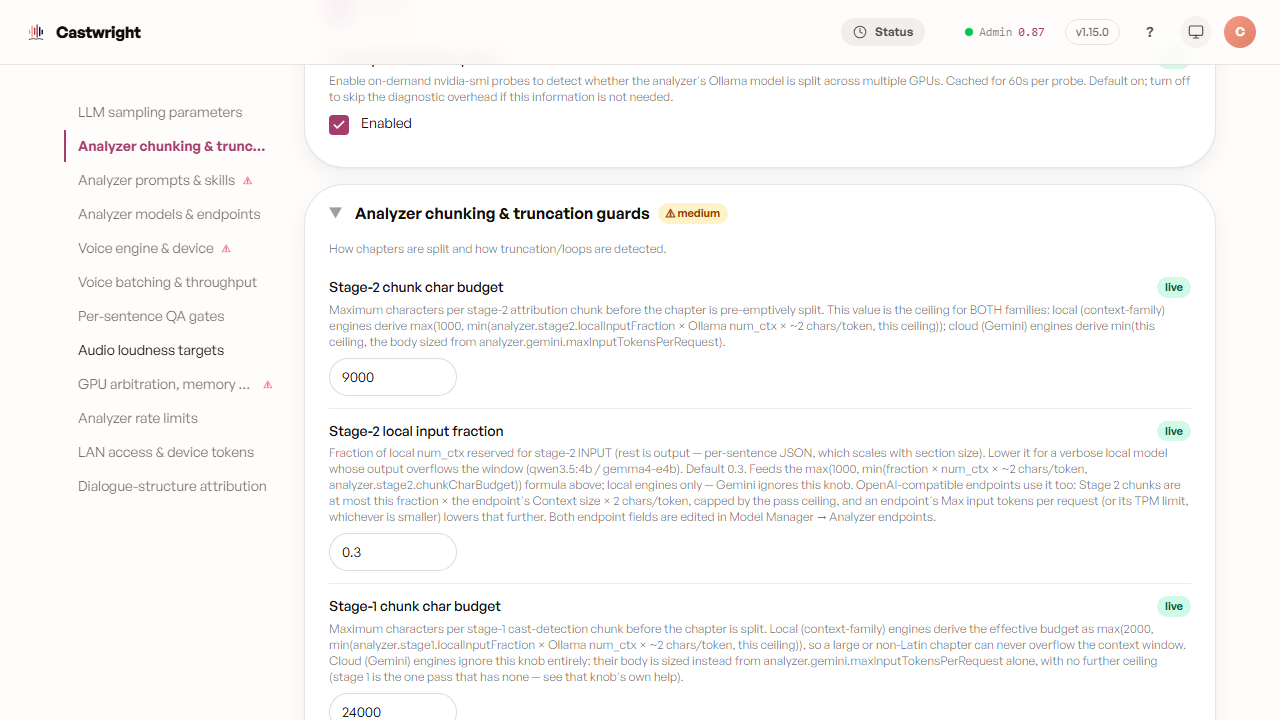 Castwright
Status
Admin 0.87
v1.15.0
?
C
LLM sampling parameters
Analyzer chunking & trunc...
Analyzer prompts & skills
Analyzer models & endpoints
Voice engine & device
Voice batching & throughput
Per-sentence QA gates
Audio loudness targets
GPU arbitration, memory ...
Analyzer rate limits
LAN access & device tokens
Dialogue-structure attribution
Enable on-demand nvidia-smi probes to detect whether the analyzer's Ollama model is split across multiple GPUs. Cached for 60s per probe. Default on; turn off
to skip the diagnostic overhead if this information is not needed.
Enabled
Analyzer chunking & truncation guards
medium
How chapters are split and how truncation/loops are detected.
Stage-2 chunk char budget
live
Maximum characters per stage-2 attribution chunk before the chapter is pre-emptively split. This value is the ceiling for BOTH families: local (context-family)
engines derive max(1000, min(analyzer.stage2.localInputFraction × Ollama num_ctx × ~2 chars/token, this ceiling)); cloud (Gemini) engines derive min(this
ceiling, the body sized from analyzer.gemini.maxInputTokensPerRequest).
9000
Stage-2 local input fraction
live
Fraction of local num_ctx reserved for stage-2 INPUT (rest is output — per-sentence JSON, which scales with section size). Lower it for a verbose local model
whose output overflows the window (qwen3.5:4b / gemma4-e4b). Default 0.3. Feeds the max(1000, min(fraction × num_ctx × ~2 chars/token,
analyzer.stage2.chunkCharBudget)) formula above; local engines only — Gemini ignores this knob. OpenAI-compatible endpoints use it too: Stage 2 chunks are
at most this fraction × the endpoint's Context size × 2 chars/token, capped by the pass ceiling, and an endpoint's Max input tokens per request (or its TPM limit,
whichever is smaller) lowers that further. Both endpoint fields are edited in Model Manager → Analyzer endpoints.
0.3
Stage-1 chunk char budget
live
Maximum characters per stage-1 cast-detection chunk before the chapter is split. Local (context-family) engines derive the effective budget as max(2000,
min(analyzer.stage1.localInputFraction × Ollama num_ctx × ~2 chars/token, this ceiling)), so a large or non-Latin chapter can never overflow the context window.
Cloud (Gemini) engines ignore this knob entirely: their body is sized instead from analyzer.gemini.maxInputTokensPerRequest alone, with no further ceiling
(stage 1 is the one pass that has none — see that knob's own help).
24000